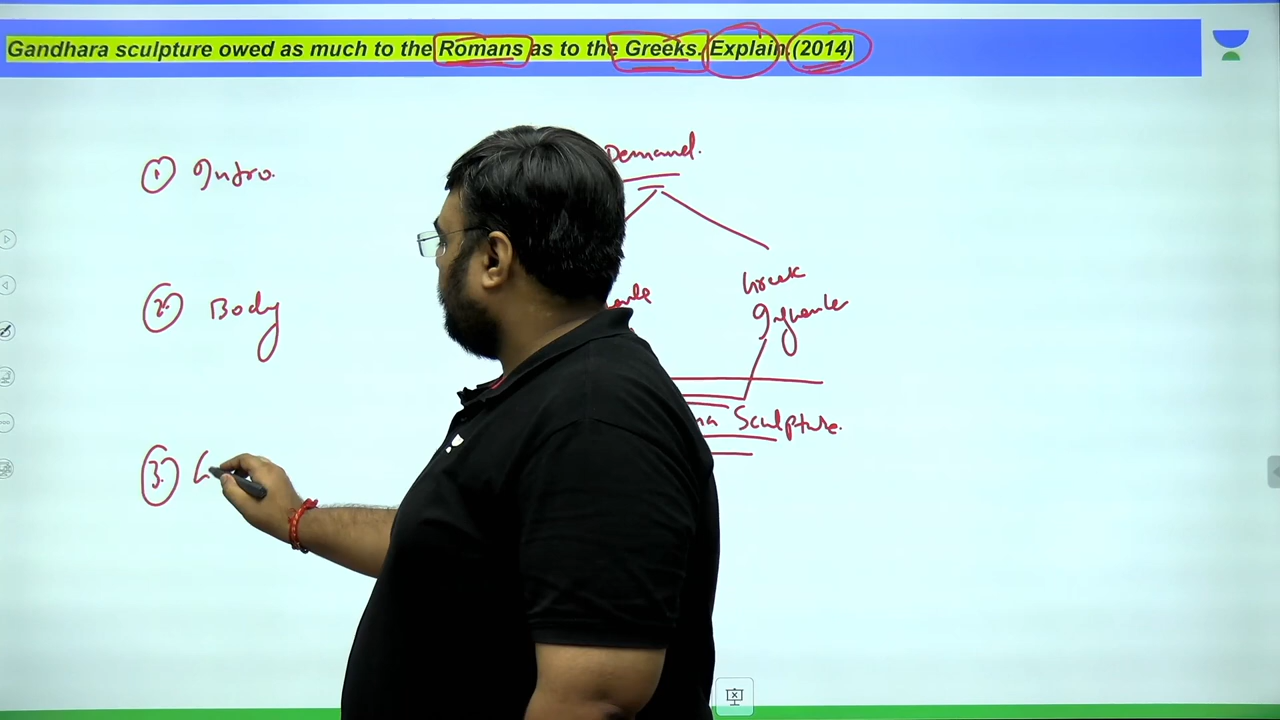 Gandhara sculpture owed as much to the Romans as to the Greeks. Explain.(2014)
Demand.
① Intro.
Greek
Influence
② Body
Sculpture.
③